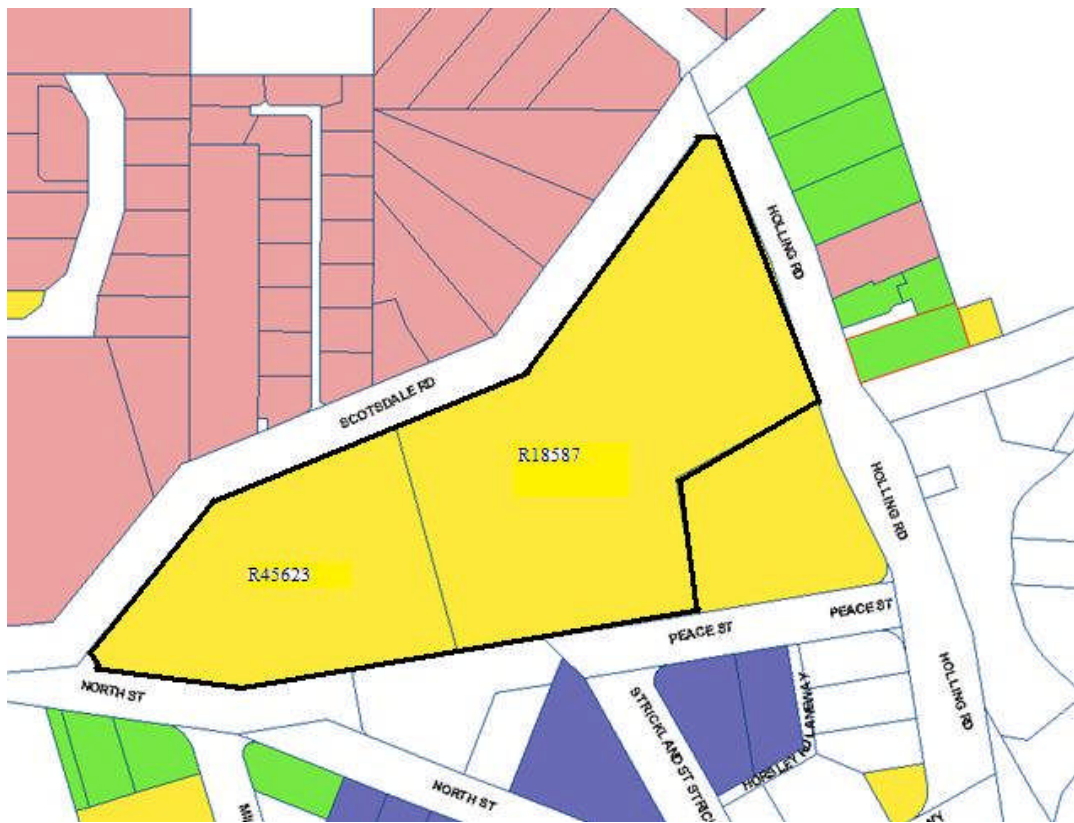 HOLLING RD
SCOTSDALE RD
R18587
HOLLING RD
R45623
PEACE ST
PEACE ST
NORTH ST
HOLLING RD
STRICKLAND ST STRIC
LANEWAY
HORSLEY RD
NORTH ST